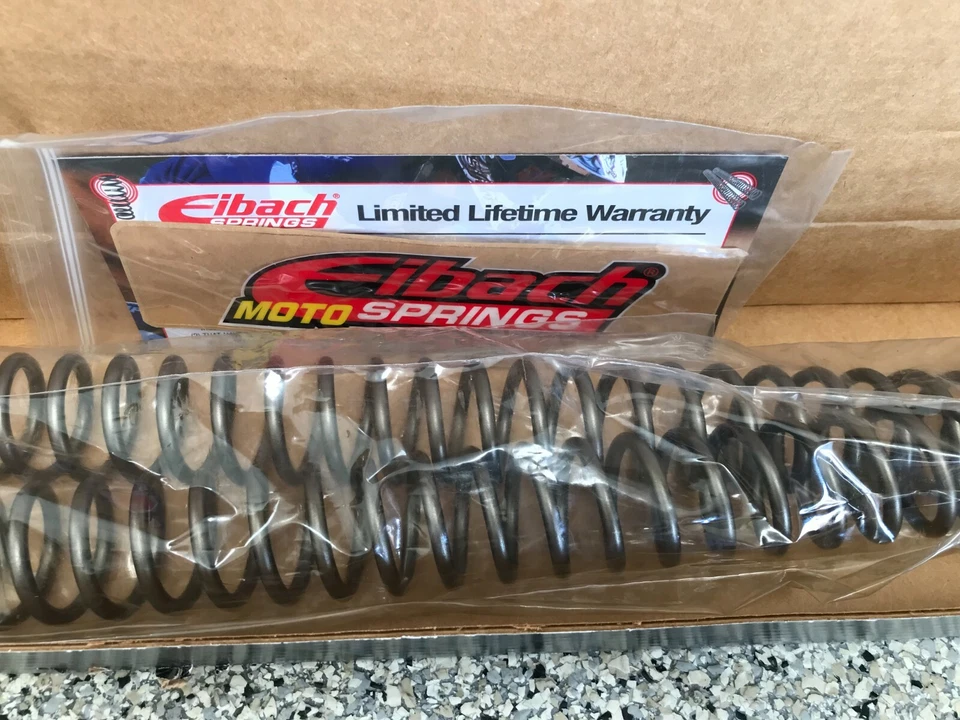 Eibach®
SPRINGS
Limited Lifetime Warranty
Eibach®
MOTO SPRINGS